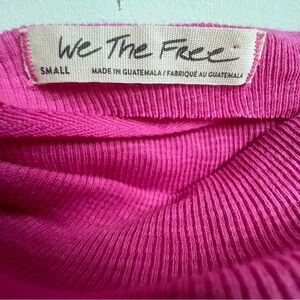 We The Free
SMALL
MADE IN GUATEMALA / FABRIQUÉ AU GUATEMALA